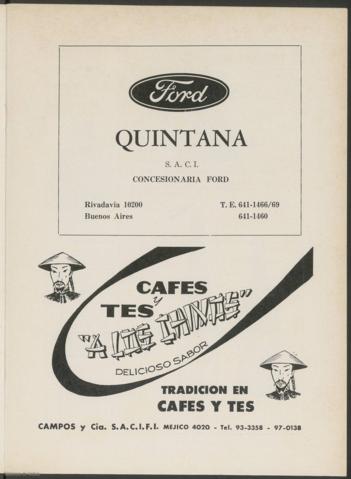 Ford
QUINTANA
S. A. C. I.
CONCESIONARIA FORD
Rivadavia 10200
Buenos Aires
T. E. 641-1466/69
641-1460
CAFES
y
TES
"A LOS CHINOS"
DELICIOSO SABOR
TRADICION EN
CAFES Y TES
CAMPOS y Cía. S.A.C.I.F.I. MEJICO 4020 - Tel. 93-3358 - 97-0138